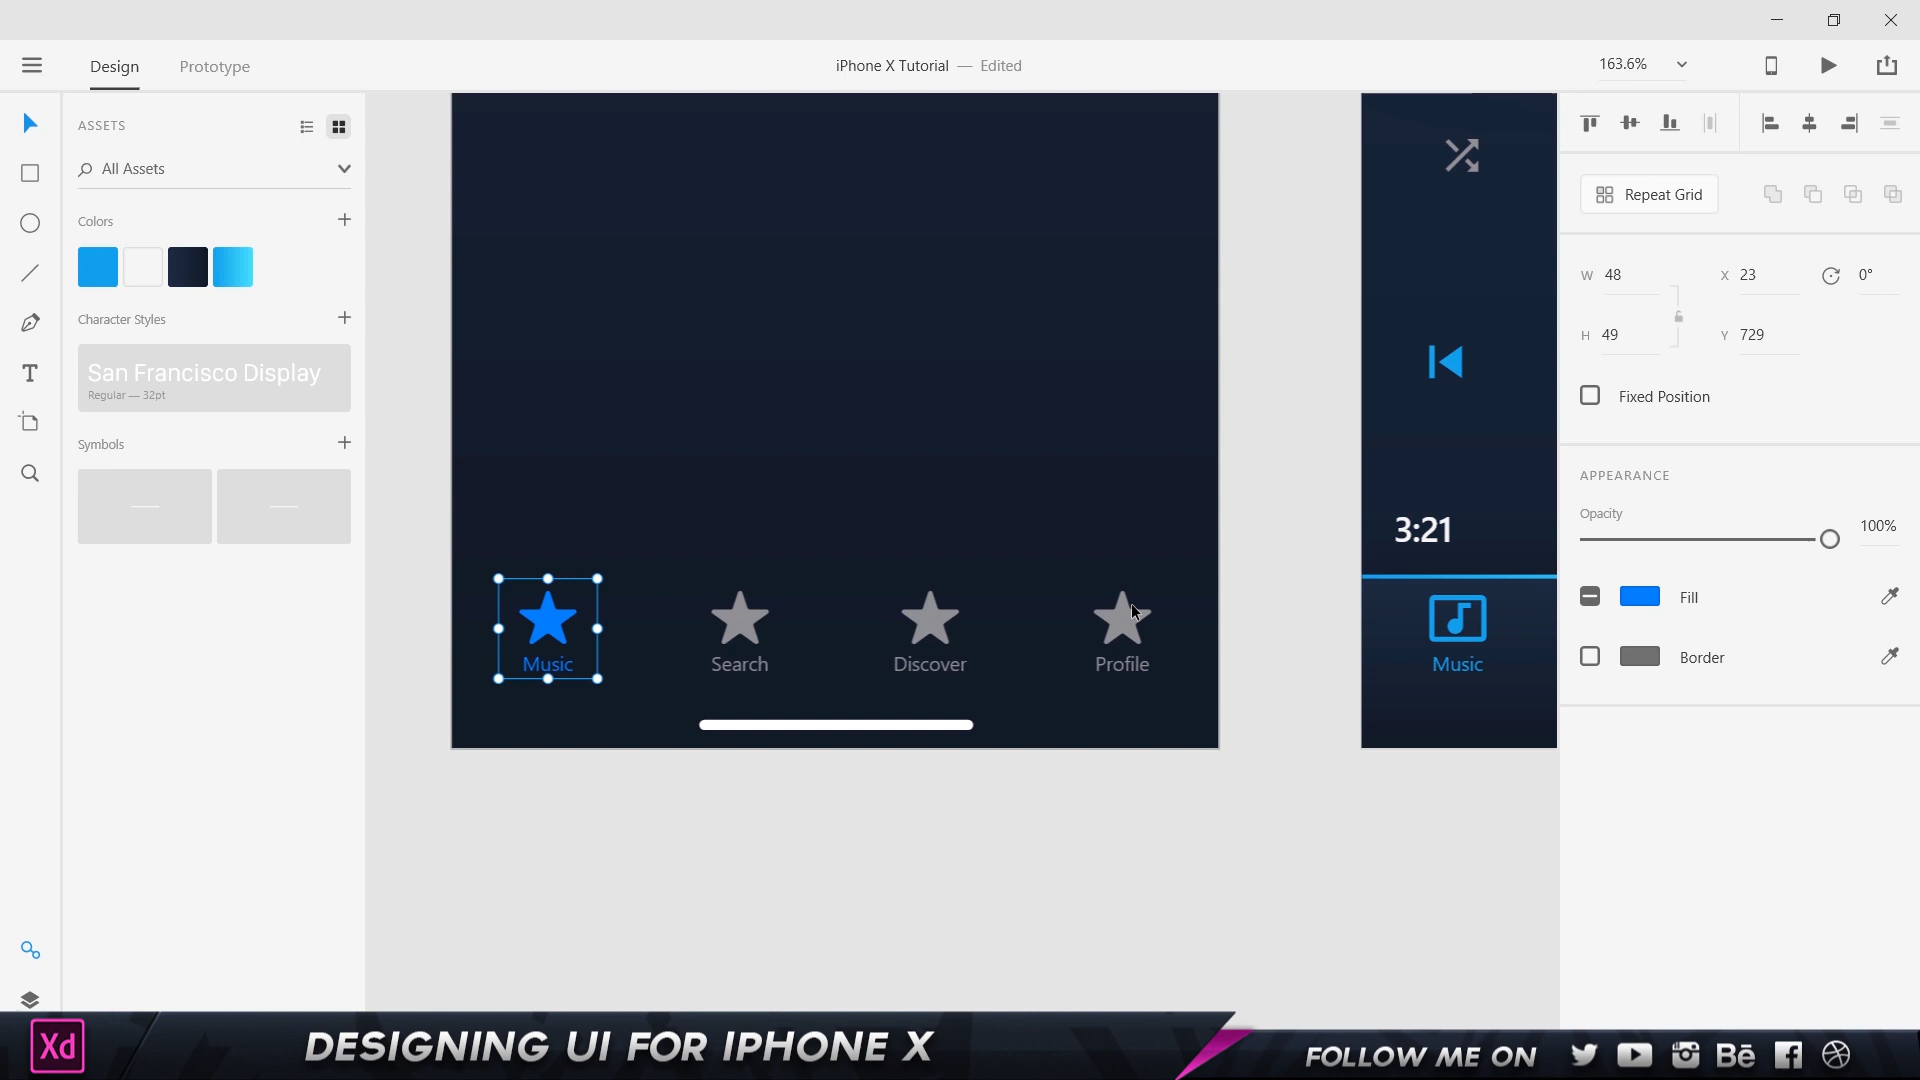 Design
Prototype
iPhone X Tutorial — Edited
163.6%
ASSETS
All Assets
Colors
Character Styles
San Francisco Display
Regular — 32pt
Symbols
Music
Search
Discover
Profile
3:21
Music
Repeat Grid
W 48
X 23
0°
H 49
Y 729
Fixed Position
APPEARANCE
Opacity
100%
Fill
Border
Xd
DESIGNING UI FOR IPHONE X
FOLLOW ME ON
Bē